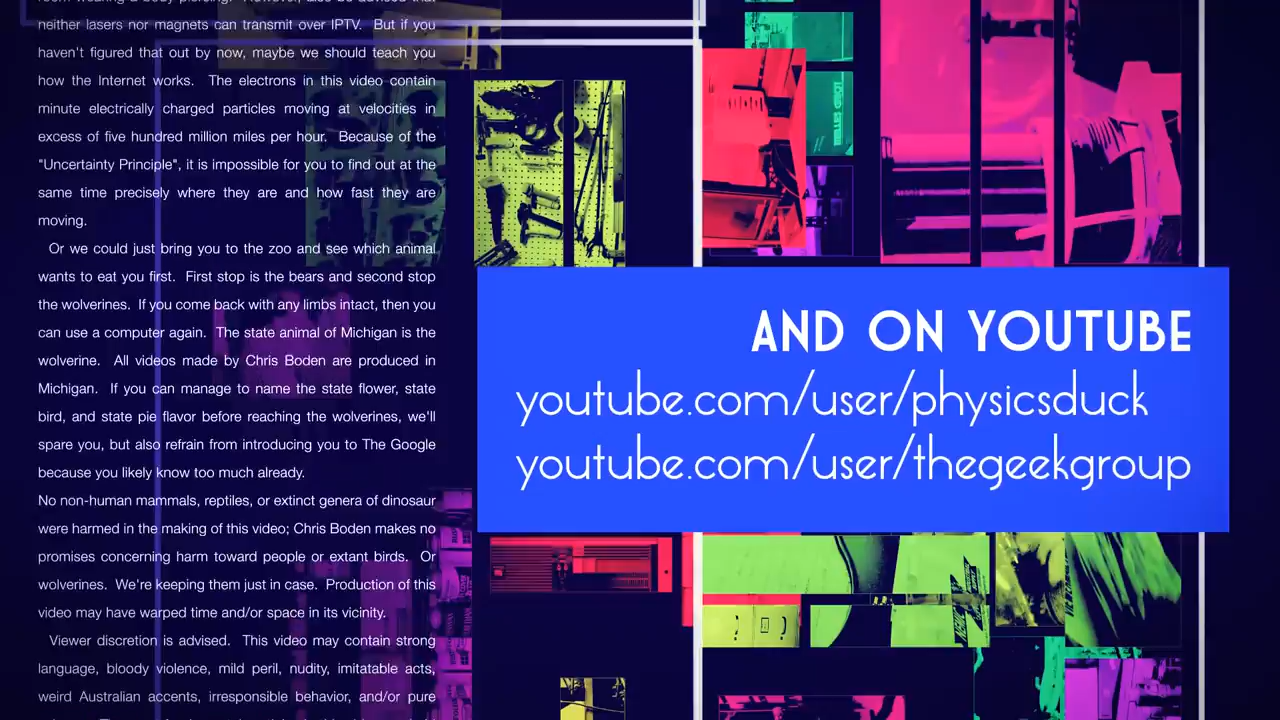 room wearing a body piercing. However, also be advised that
neither lasers nor magnets can transmit over IPTV. But if you
haven't figured that out by now, maybe we should teach you
how the Internet works. The electrons in this video contain
minute electrically charged particles moving at velocities in
excess of five hundred million miles per hour. Because of the
"Uncertainty Principle", it is impossible for you to find out at the
same time precisely where they are and how fast they are
moving.
Or we could just bring you to the zoo and see which animal
wants to eat you first. First stop is the bears and second stop
the wolverines. If you come back with any limbs intact, then you
can use a computer again. The state animal of Michigan is the
wolverine. All videos made by Chris Boden are produced in
Michigan. If you can manage to name the state flower, state
bird, and state pie flavor before reaching the wolverines, we'll
spare you, but also refrain from introducing you to The Google
because you likely know too much already.
No non-human mammals, reptiles, or extinct genera of dinosaur
were harmed in the making of this video; Chris Boden makes no
promises concerning harm toward people or extant birds. Or
wolverines. We're keeping them just in case. Production of this
video may have warped time and/or space in its vicinity.
Viewer discretion is advised. This video may contain strong
language, bloody violence, mild peril, nudity, imitatable acts,
weird Australian accents, irresponsible behavior, and/or pure
AND ON YOUTUBE
youtube.com/user/physicsduck
youtube.com/user/thegeekgroup